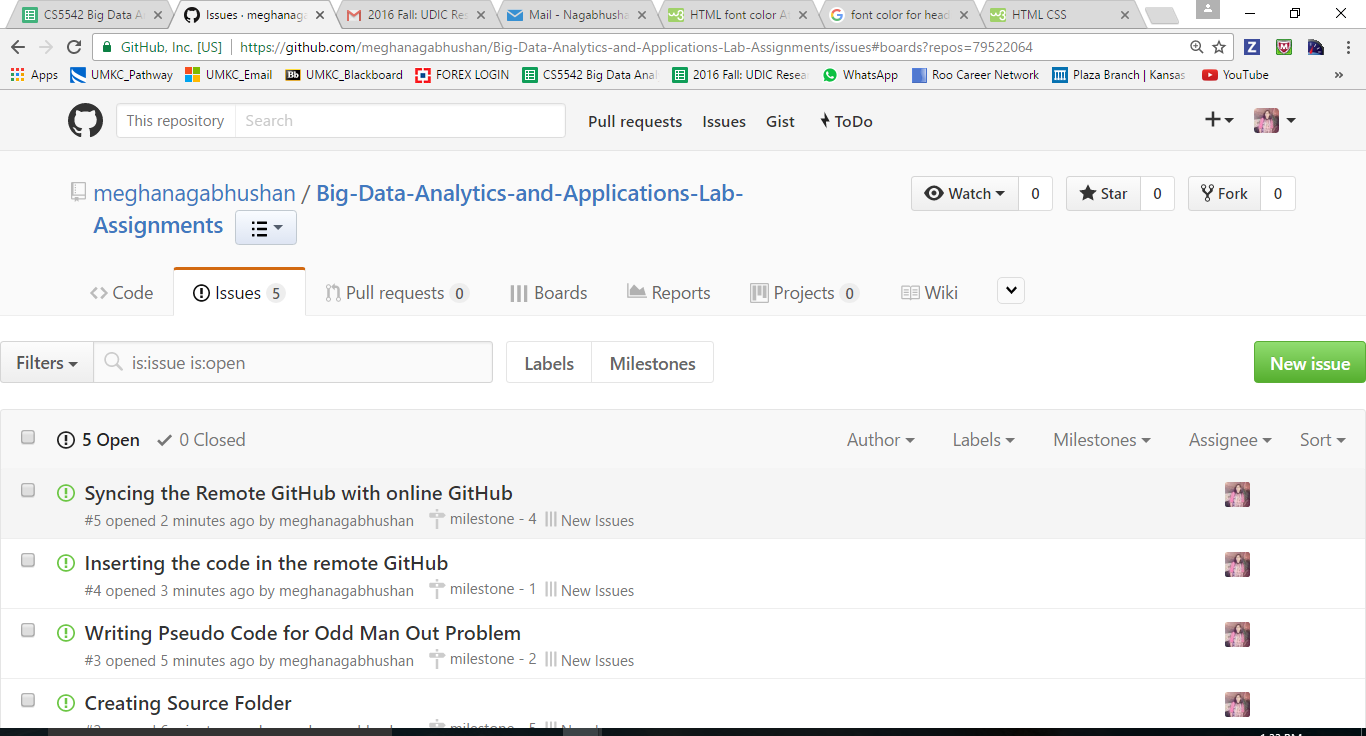 CS5542 Big Data A
Issues · meghanaga
2016 Fall: UDIC Res
Mail - Nagabhusha
HTML font color A
font color for head
HTML CSS
GitHub, Inc. [US] https://github.com/meghanagabhushan/Big-Data-Analytics-and-Applications-Lab-Assignments/issues#boards?repos=79522064
Apps UMKC_Pathway UMKC_Email Bb UMKC_Blackboard FOREX LOGIN CS5542 Big Data Anal 2016 Fall: UDIC Resea WhatsApp Roo Career Network Plaza Branch | Kansas YouTube »
This repository Search Pull requests Issues Gist ToDo
meghanagabhushan / Big-Data-Analytics-and-Applications-Lab-
Assignments
Watch 0 Star 0 Fork 0
Code Issues 5 Pull requests 0 Boards Reports Projects 0 Wiki
Filters is:issue is:open Labels Milestones New issue
5 Open 0 Closed Author Labels Milestones Assignee Sort
Syncing the Remote GitHub with online GitHub
#5 opened 2 minutes ago by meghanagabhushan milestone - 4 New Issues
Inserting the code in the remote GitHub
#4 opened 3 minutes ago by meghanagabhushan milestone - 1 New Issues
Writing Pseudo Code for Odd Man Out Problem
#3 opened 5 minutes ago by meghanagabhushan milestone - 2 New Issues
Creating Source Folder